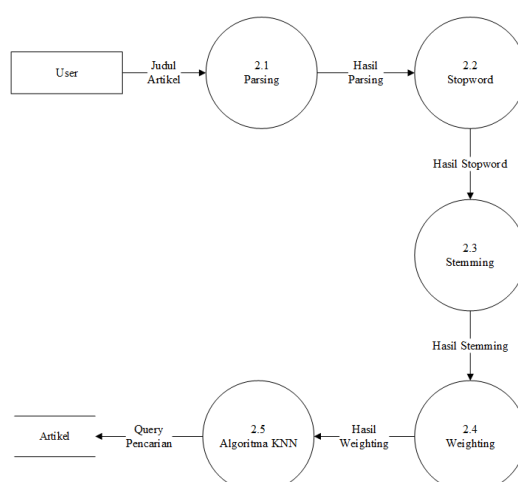 User
Judul
Artikel
2.1
Parsing
Hasil
Parsing
2.2
Stopword
Hasil Stopword
2.3
Stemming
Hasil Stemming
2.4
Weighting
Hasil
Weighting
2.5
Algoritma KNN
Query
Pencarian
Artikel